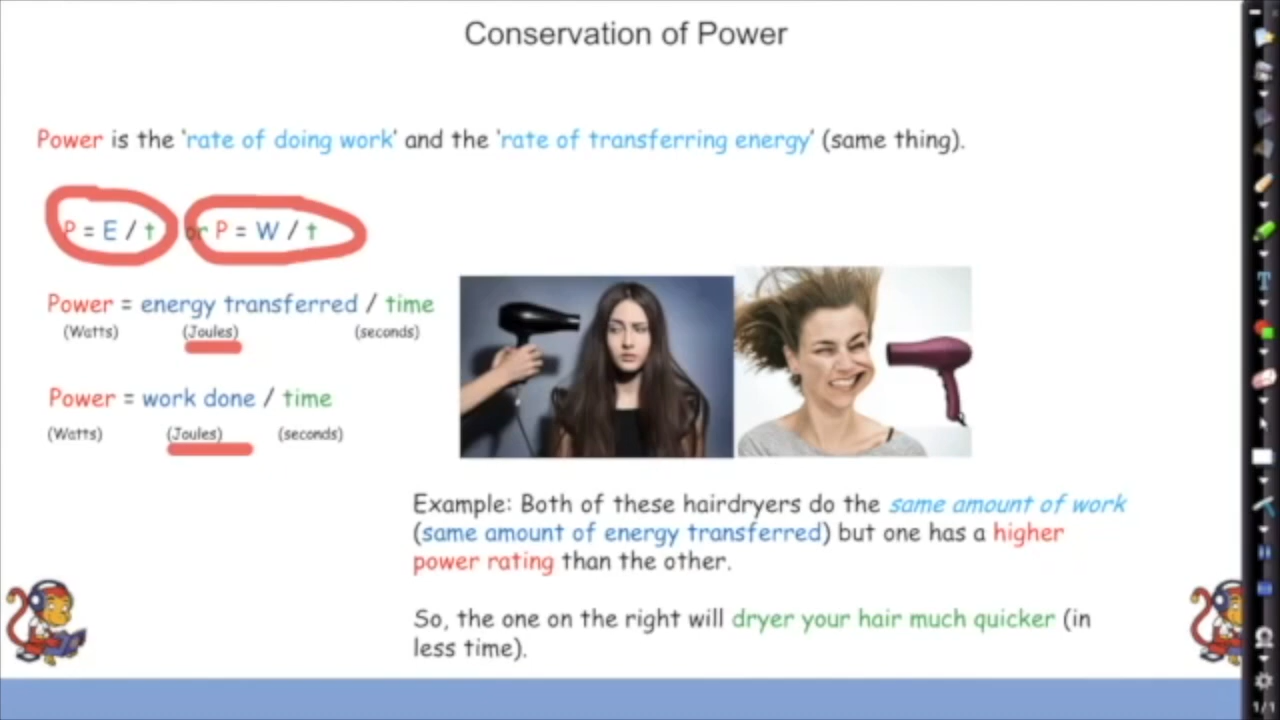 Conservation of Power
Power is the 'rate of doing work' and the 'rate of transferring energy' (same thing).
P = E / t or P = W / t
Power = energy transferred / time
(Watts) (Joules) (seconds)
Power = work done / time
(Watts) (Joules) (seconds)
Example: Both of these hairdryers do the same amount of work
(same amount of energy transferred) but one has a higher
power rating than the other.
So, the one on the right will dryer your hair much quicker (in
less time).
1/1